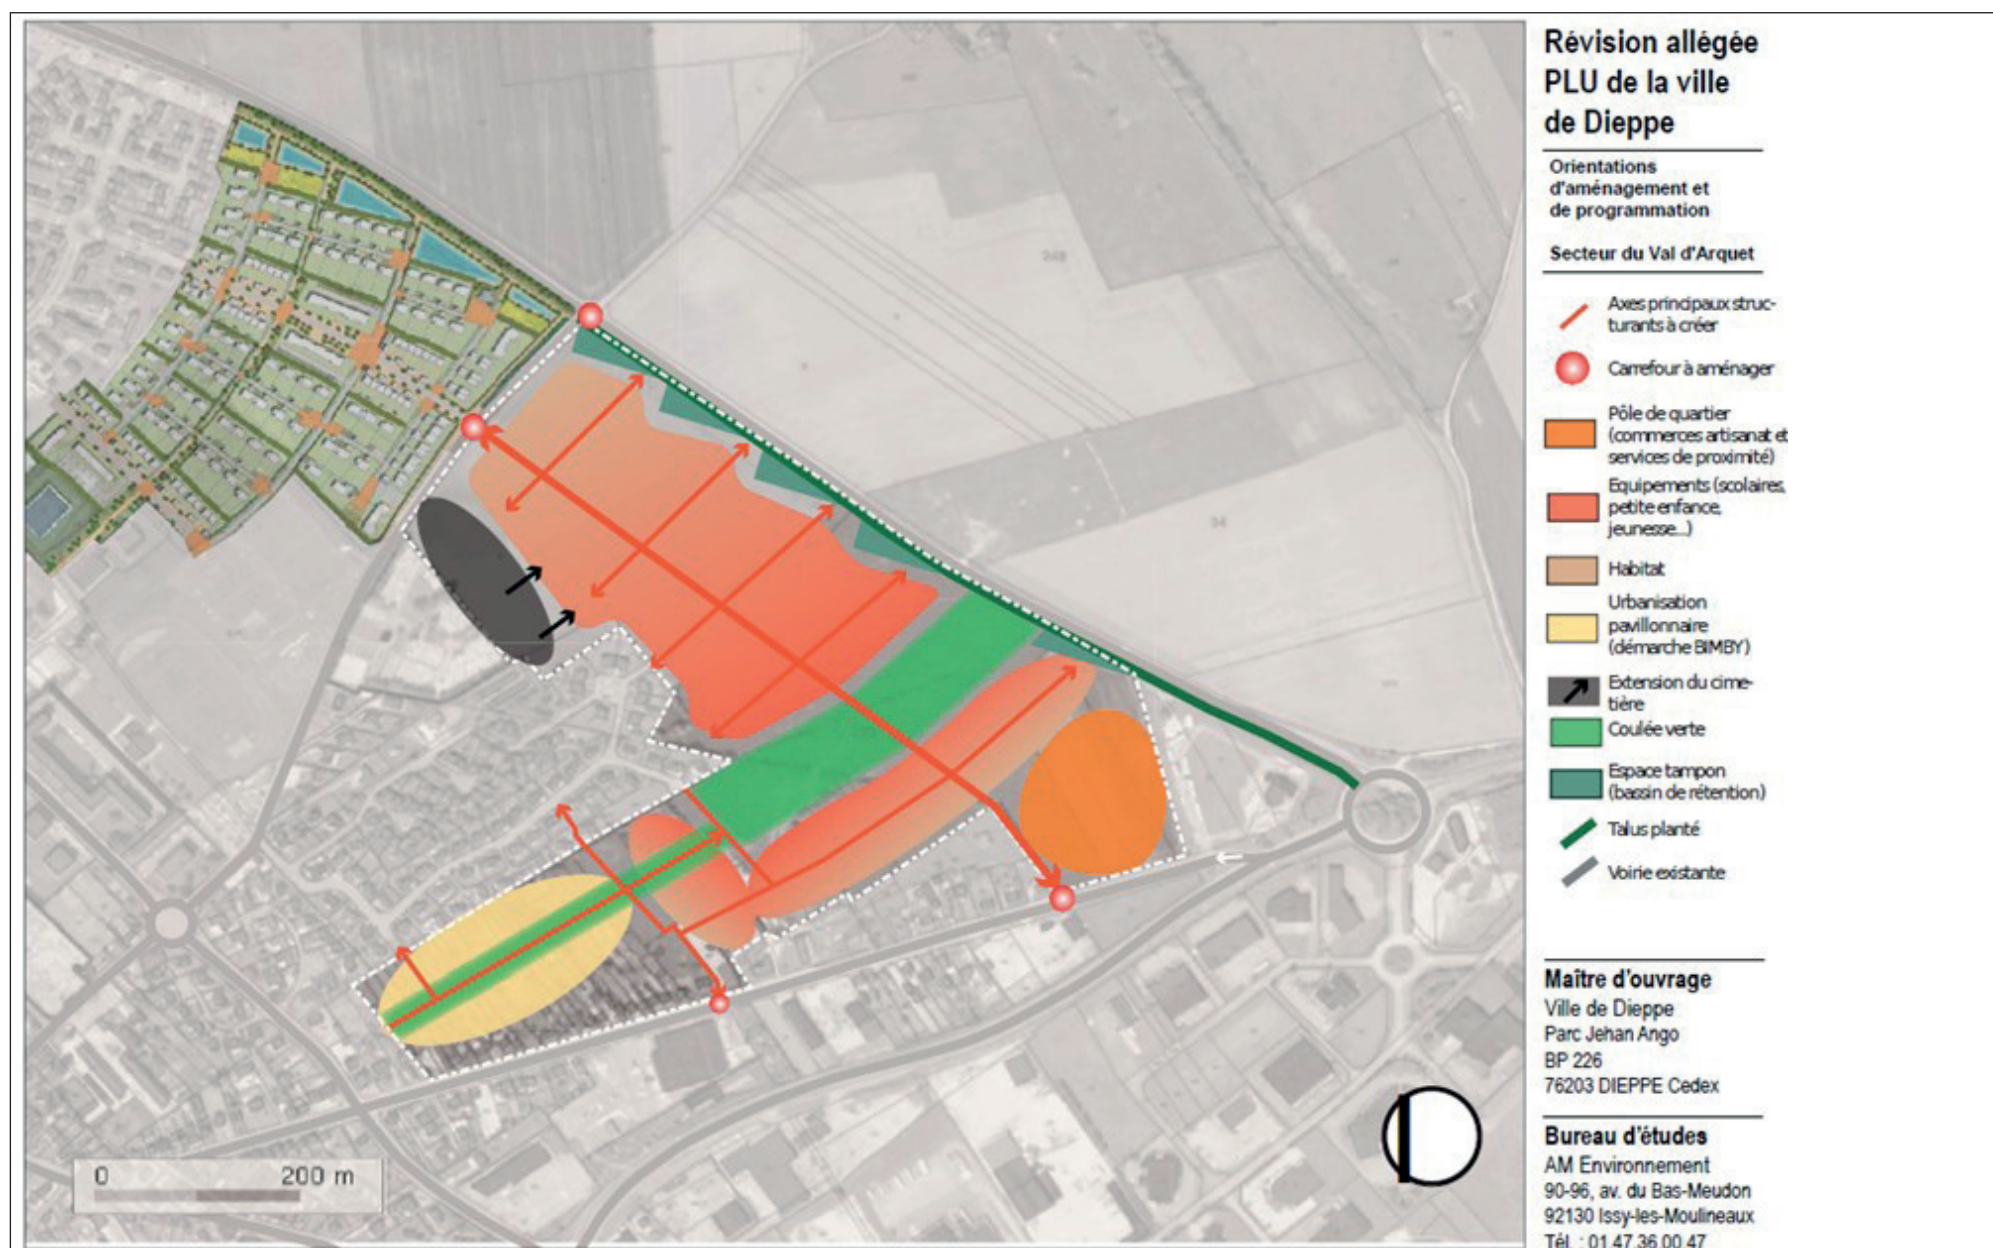 Révision allégée
PLU de la ville
de Dieppe
Orientations
d'aménagement et
de programmation
Secteur du Val d'Arquet
Axes principaux struc-
turants à créer
Carrefour à aménager
Pôle de quartier
(commerces artisanat et
services de proximité)
Equipements (scolaires,
petite enfance,
jeunesse...)
Habitat
Urbanisation
pavillonnaire
(démarche BIMBY)
Extension du cime-
tière
Coulée verte
Espace tampon
(bassin de rétention)
Talus planté
Voirie existante
Maître d'ouvrage
Ville de Dieppe
Parc Jehan Ango
BP 226
76203 DIEPPE Cedex
Bureau d'études
AM Environnement
90-96, av. du Bas-Meudon
92130 Issy-les-Moulineaux
Tél. : 01 47 36 00 47
0 200 m